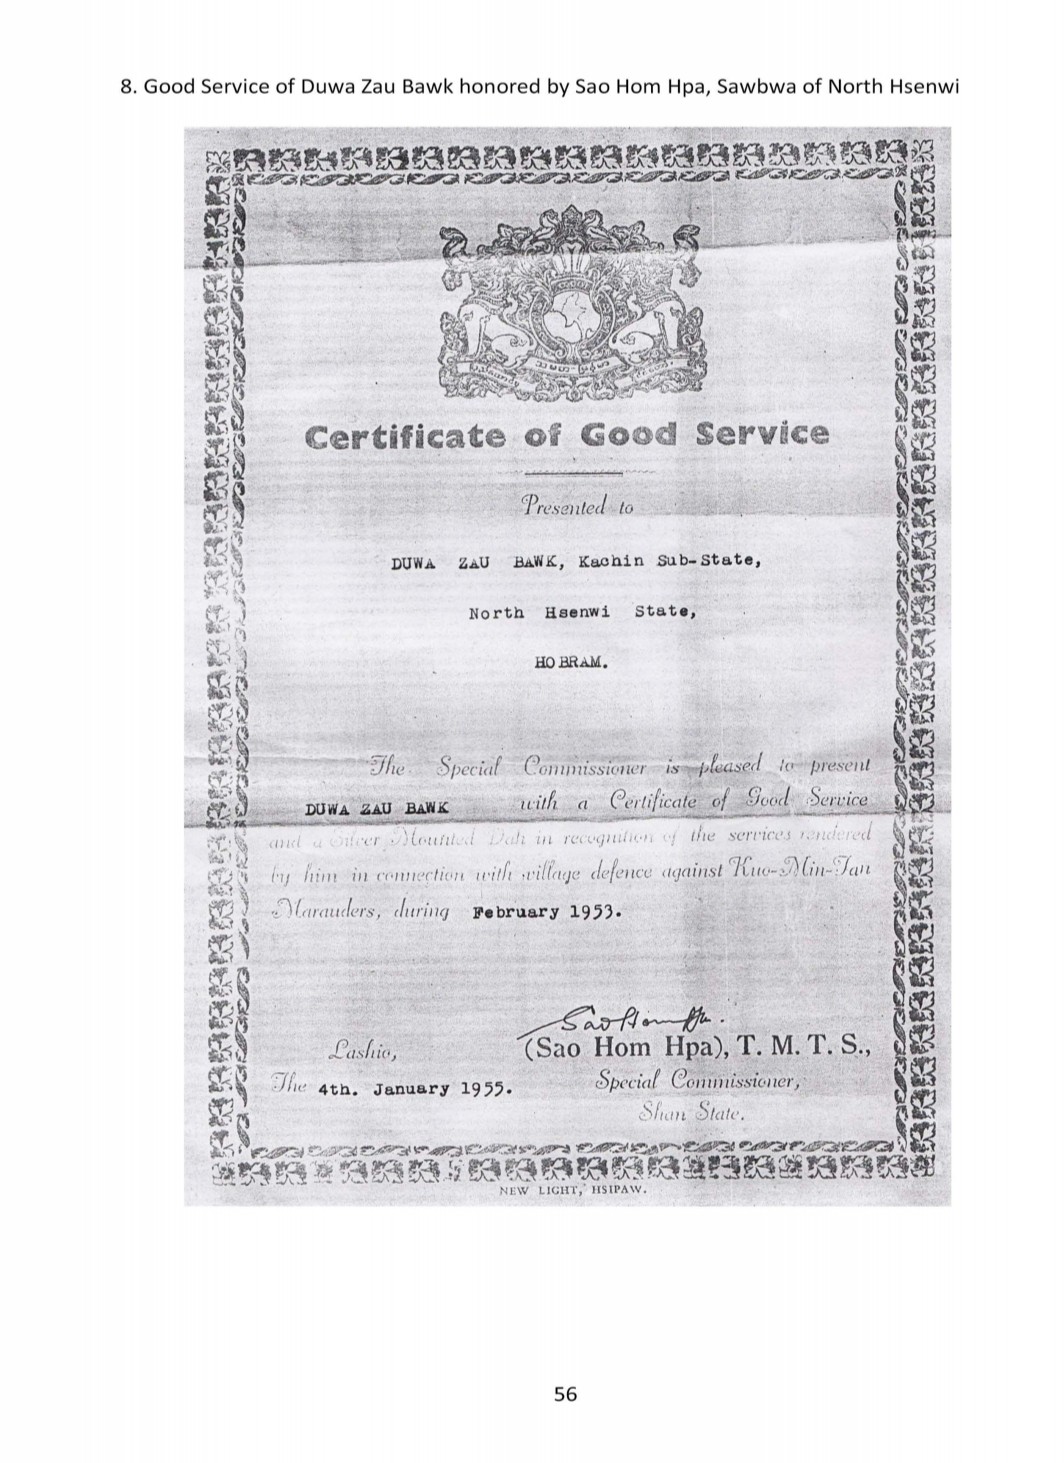 8. Good Service of Duwa Zau Bawk honored by Sao Hom Hpa, Sawbwa of North Hsenwi
Certificate of Good Service
Presented to
DUWA ZAU BAWK, Kachin Sub-State,
North Hsenwi State,
HO BRAM.
The Special Commissioner is pleased to present
DUWA ZAU BAWK with a Certificate of Good Service
and a Silver Mounted Dah in recognition of the services rendered
by him in connection with village defence against Kuo-Min-Tan
Marauders, during February 1953.
Sao Hom Hpa.
(Sao Hom Hpa), T. M. T. S.,
Lashio,
Special Commissioner,
The 4th. January 1955.
Shan State.
NEW LIGHT, HSIPAW.
56